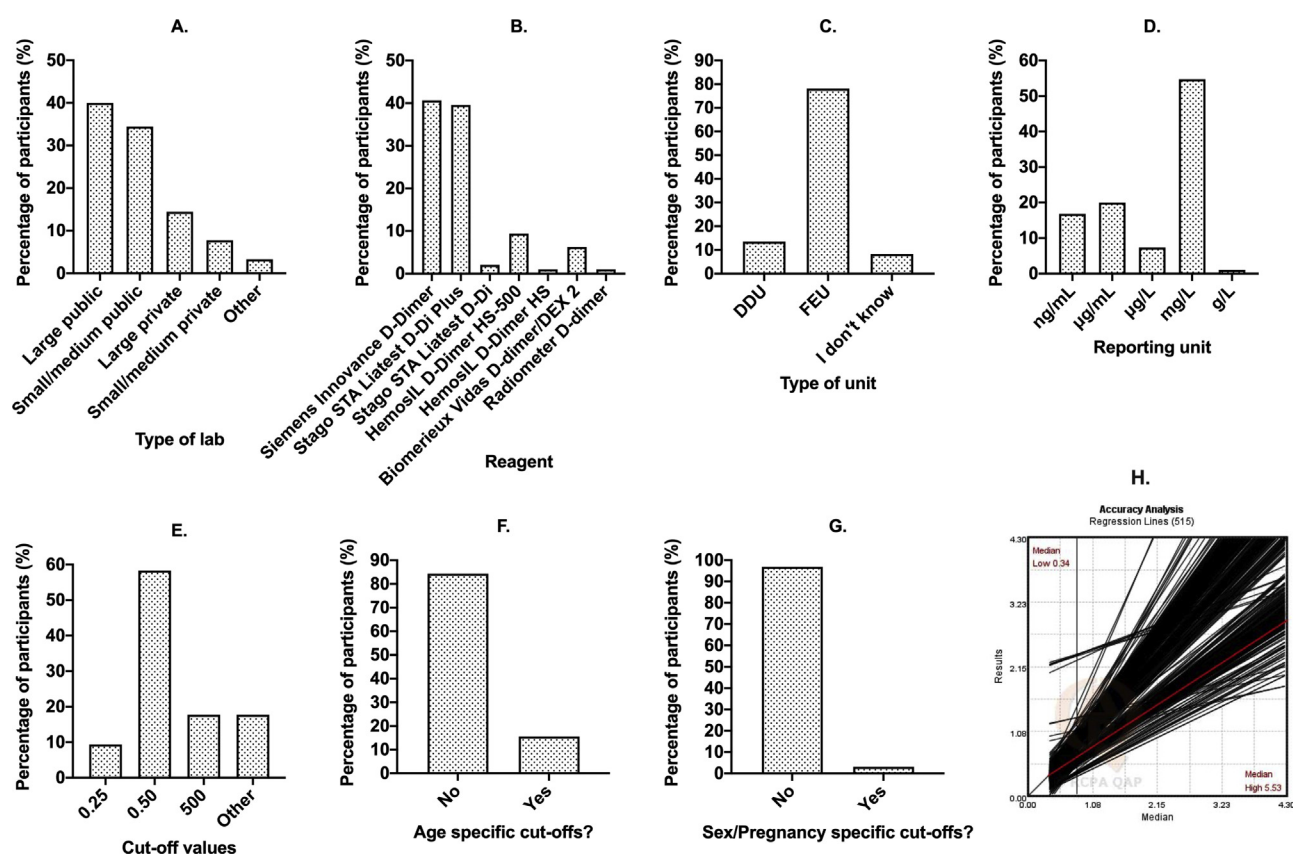 A.
Percentage of participants (%)
50
40
30
20
10
0
Large public
Small/medium public
Large private
Small/medium private
Other
Type of lab
B.
Percentage of participants (%)
50
40
30
20
10
0
Siemens Innovance D-Dimer
Stago STA Liatest D-Di Plus
Stago STA Liatest D-Di
HemosIL D-Dimer HS-500
HemosIL D-Dimer HS
Biomerieux Vidas D-dimer/DEX 2
Radiometer D-dimer
Reagent
C.
Percentage of participants (%)
90
80
70
60
50
40
30
20
10
0
DDU
FEU
I don't know
Type of unit
D.
Percentage of participants (%)
60
50
40
30
20
10
0
ng/mL
µg/mL
µg/L
mg/L
g/L
Reporting unit
E.
Percentage of participants (%)
60
50
40
30
20
10
0
0.25
0.50
500
Other
Cut-off values
F.
Percentage of participants (%)
90
80
70
60
50
40
30
20
10
0
No
Yes
Age specific cut-offs?
G.
Percentage of participants (%)
100
90
80
70
60
50
40
30
20
10
0
No
Yes
Sex/Pregnancy specific cut-offs?
H.
Accuracy Analysis
Regression Lines (515)
Median
Low 0.34
Results
4.30
3.23
2.15
1.08
0.00
Median
High 5.53
QAP
0.00
1.08
2.15
3.23
4.30
Median